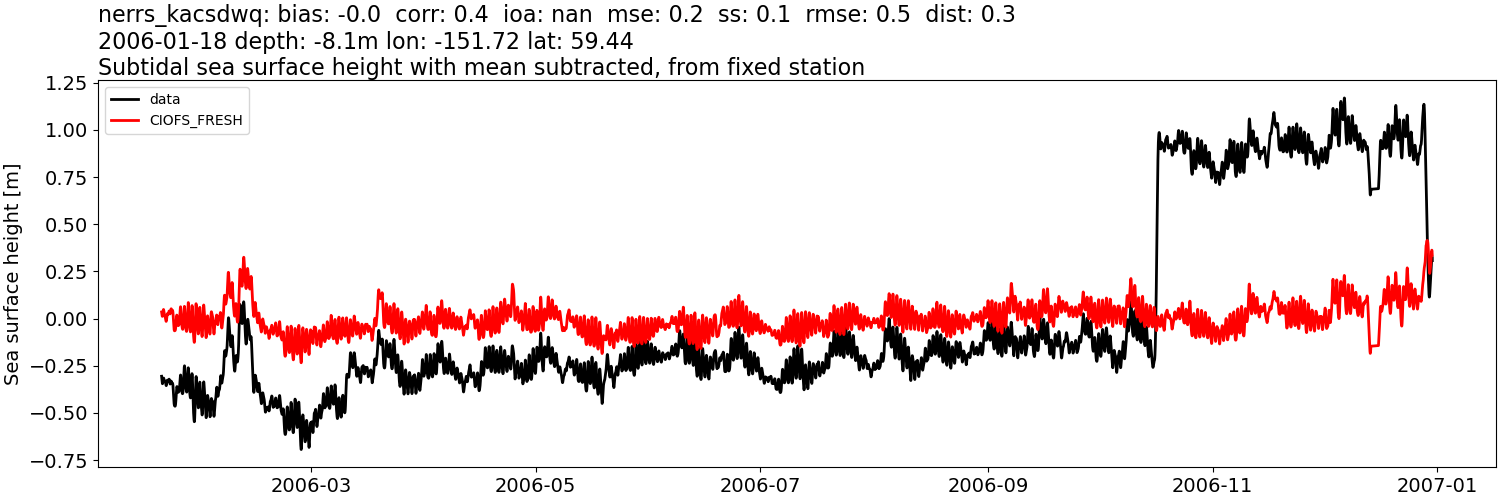 nerrs_kacsdwq: bias: -0.0 corr: 0.4 ioa: nan mse: 0.2 ss: 0.1 rmse: 0.5 dist: 0.3
2006-01-18 depth: -8.1m lon: -151.72 lat: 59.44
Subtidal sea surface height with mean subtracted, from fixed station
data
CIOFS_FRESH
Sea surface height [m]
1.25
1.00
0.75
0.50
0.25
0.00
−0.25
−0.50
−0.75
2006-03 2006-05 2006-07 2006-09 2006-11 2007-01